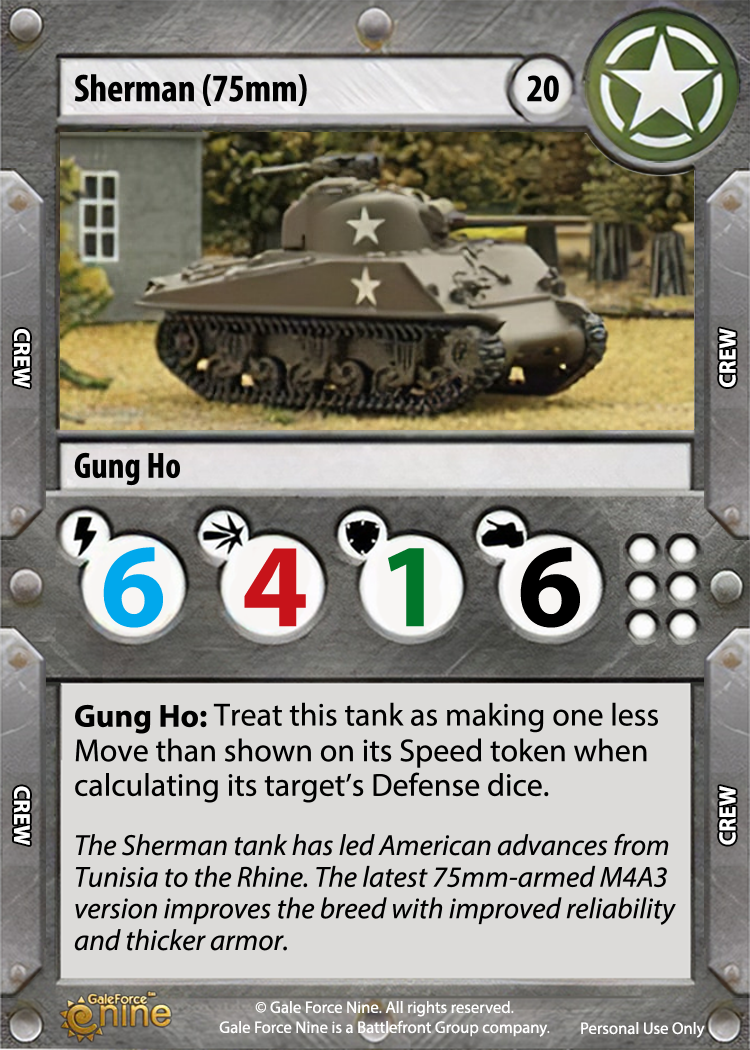 Sherman (75mm)
20
CREW
CREW
Gung Ho
6 4 1 6
Gung Ho: Treat this tank as making one less
Move than shown on its Speed token when
calculating its target’s Defense dice.
CREW
CREW
The Sherman tank has led American advances from
Tunisia to the Rhine. The latest 75mm-armed M4A3
version improves the breed with improved reliability
and thicker armor.
GaleForce™
nine
© Gale Force Nine. All rights reserved.
Gale Force Nine is a Battlefront Group company.
Personal Use Only